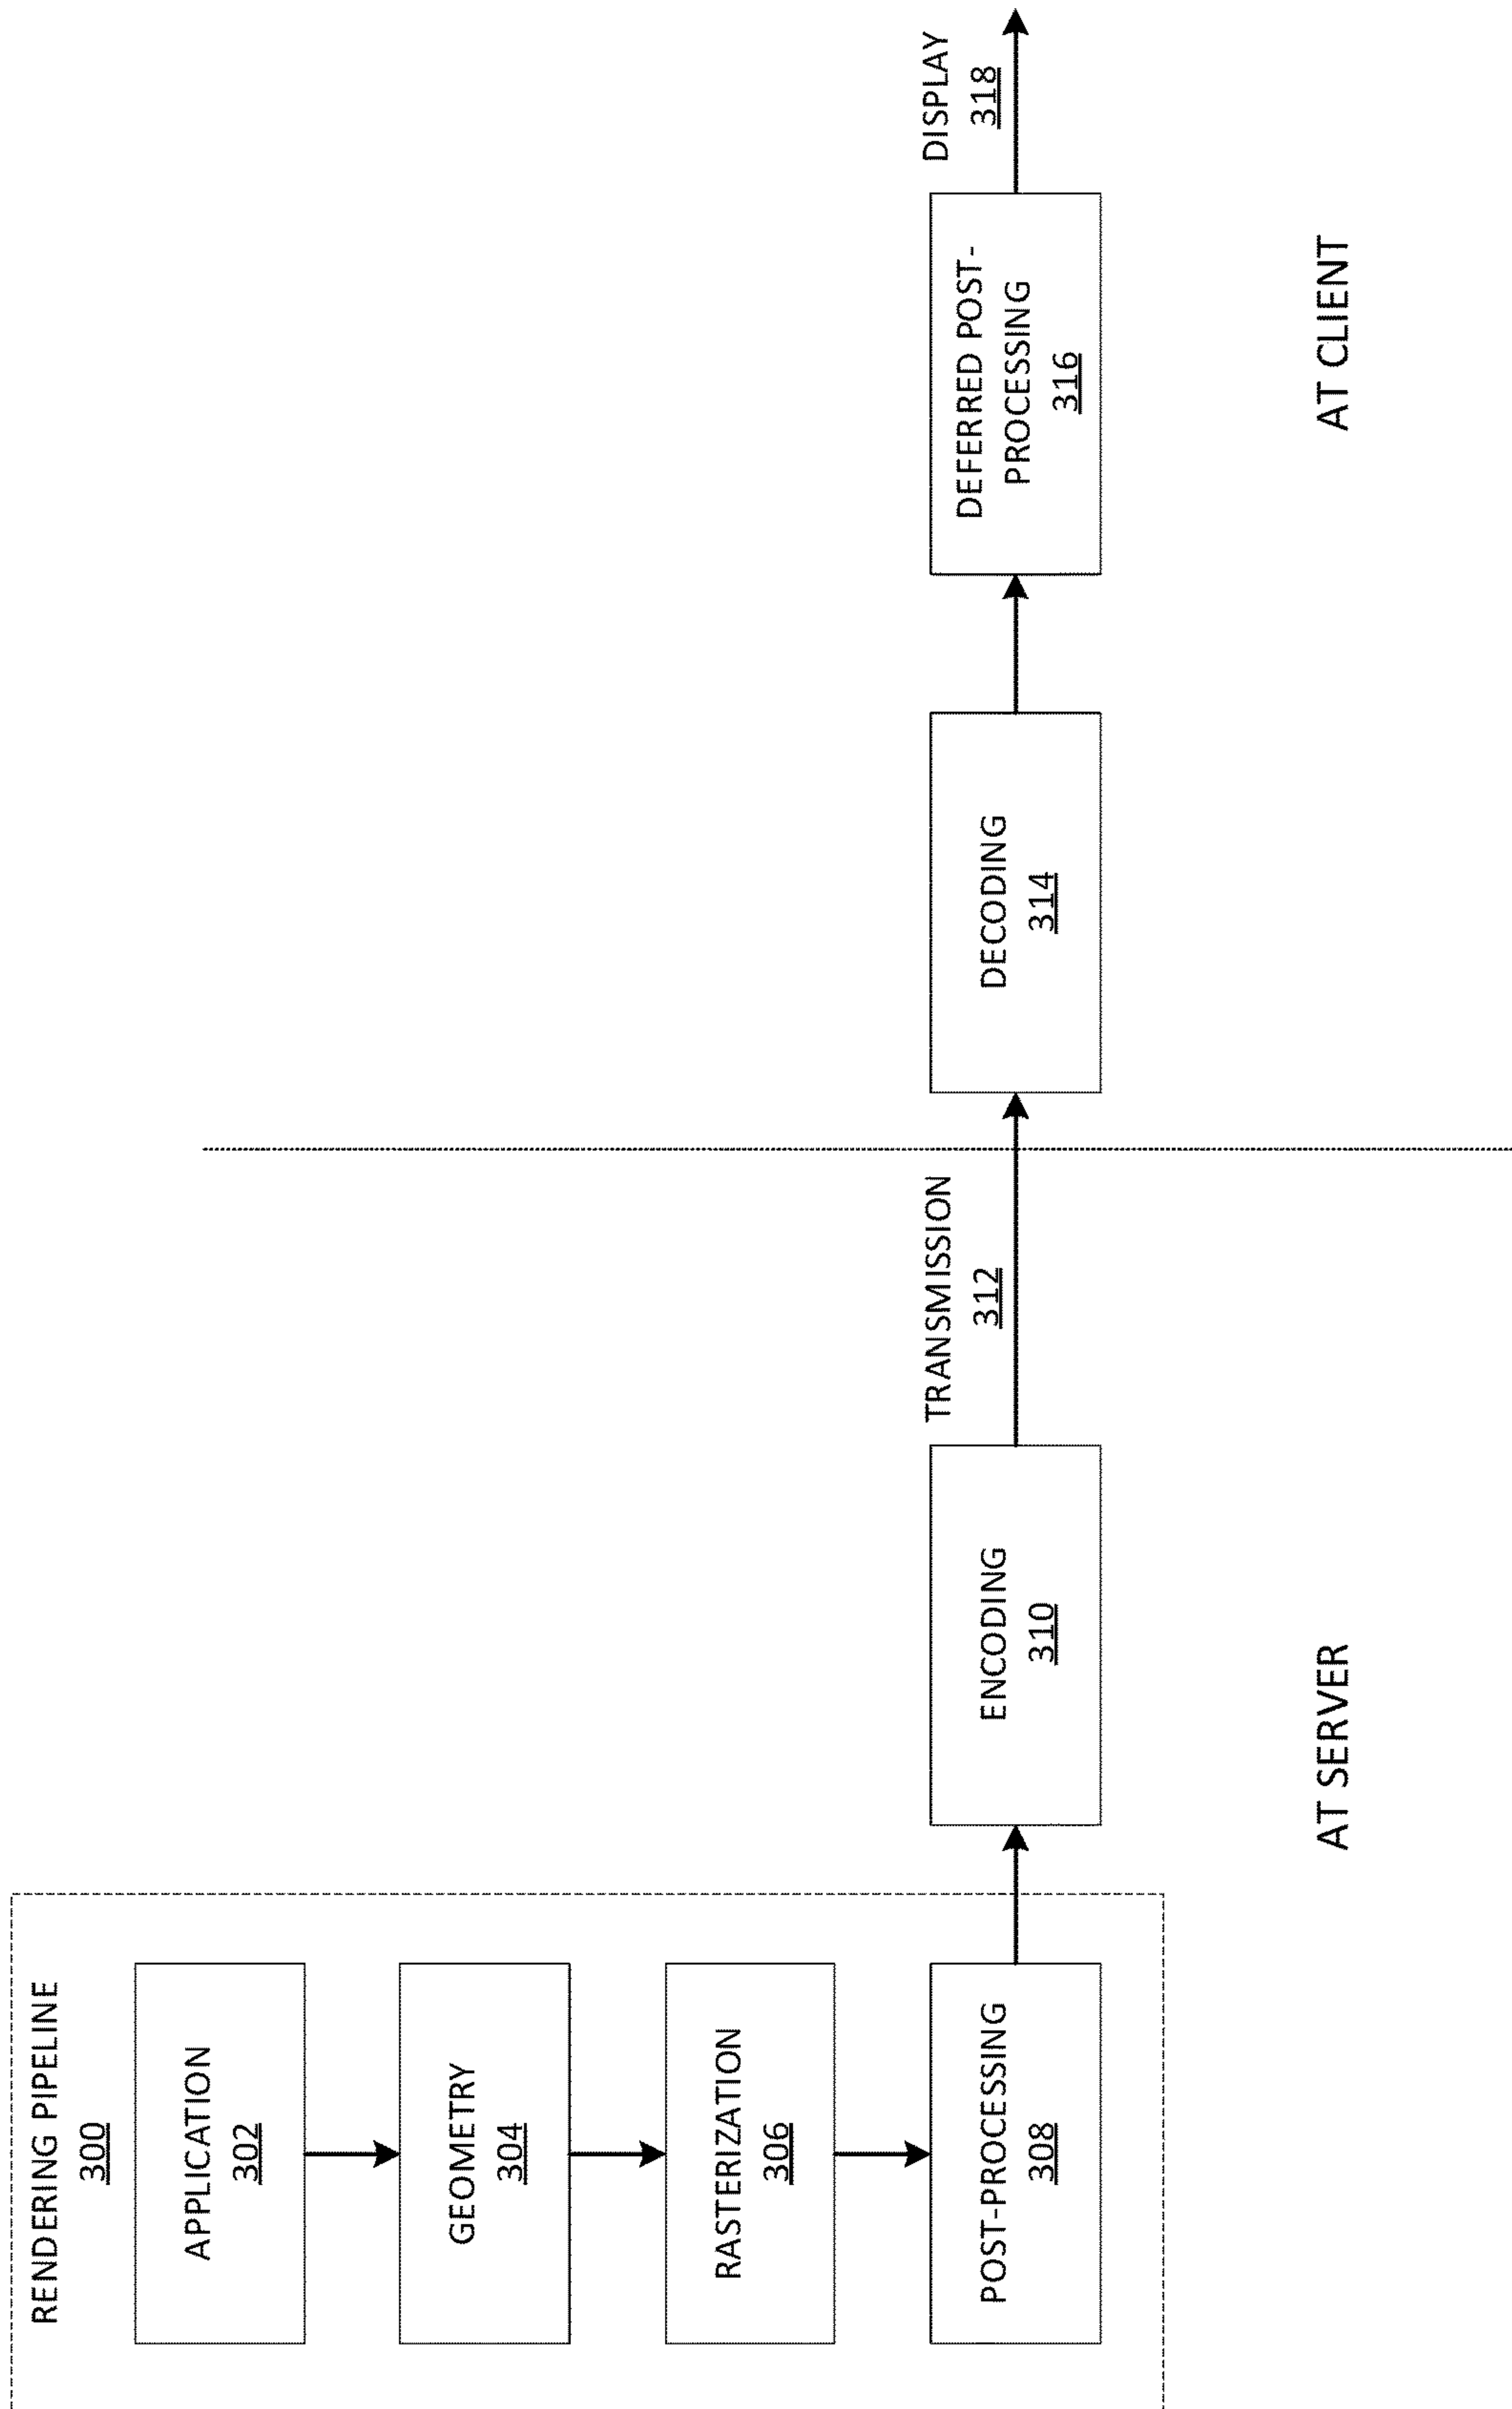 RENDERING PIPELINE
300
APPLICATION
302
GEOMETRY
304
RASTERIZATION
306
POST-PROCESSING
308
ENCODING
310
TRANSMISSION
312
DECODING
314
DEFERRED POST-
PROCESSING
316
DISPLAY
318
AT SERVER
AT CLIENT